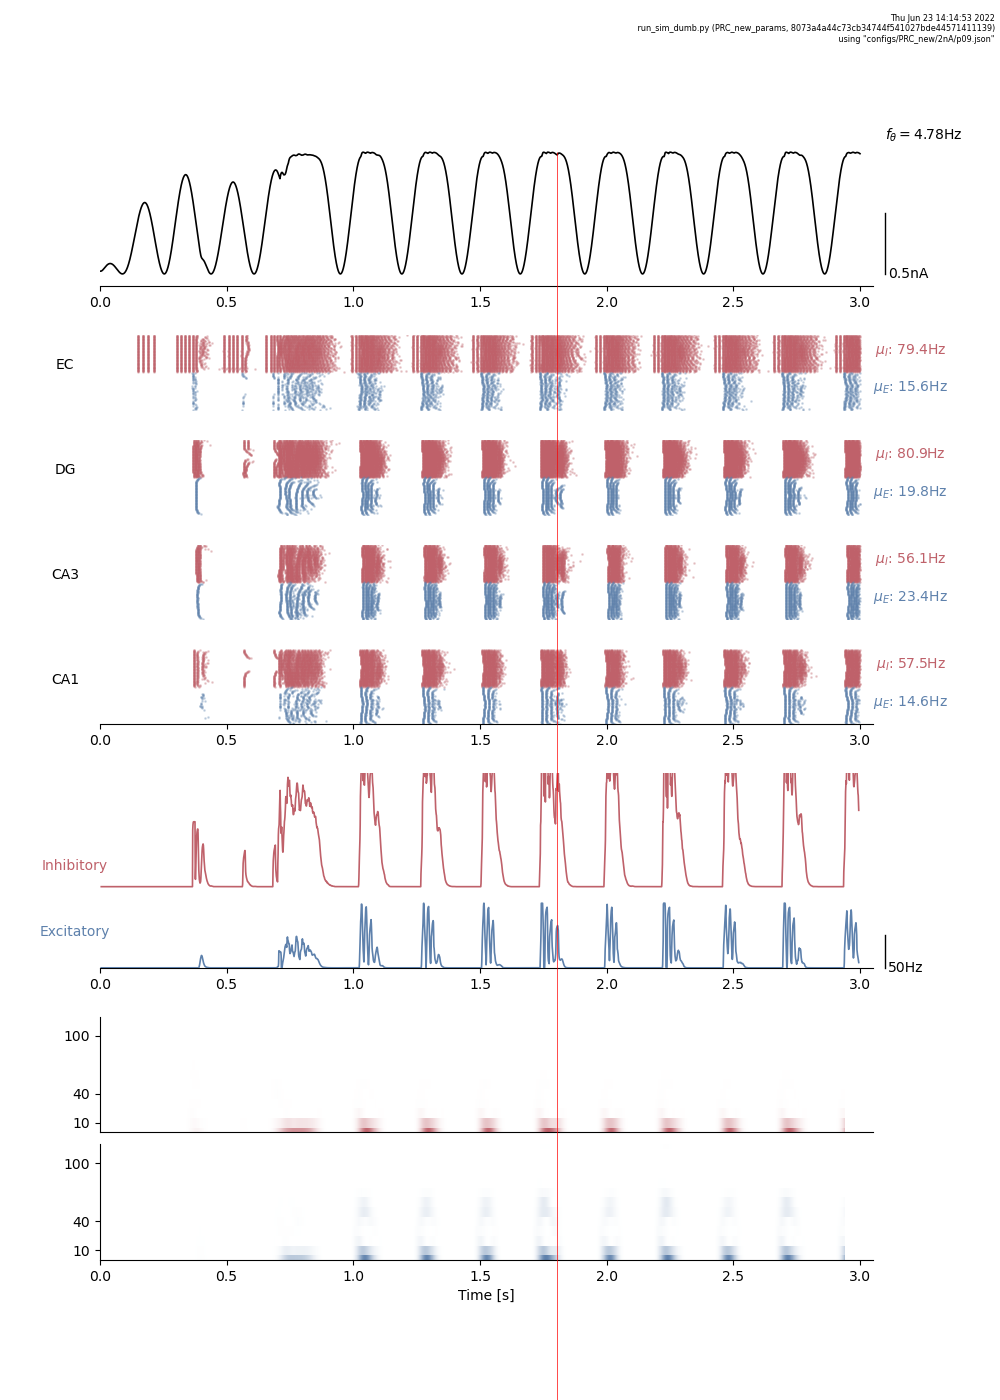 Thu Jun 23 14:14:53 2022
run_sim_dumb.py (PRC_new_params, 8073a4a44c73cb34744f541027bde44571411139)
using "configs/PRC_new/2nA/p09.json"
fθ = 4.78Hz
0.5nA
0.0 0.5 1.0 1.5 2.0 2.5 3.0
EC
μI: 79.4Hz
μE: 15.6Hz
DG
μI: 80.9Hz
μE: 19.8Hz
CA3
μI: 56.1Hz
μE: 23.4Hz
CA1
μI: 57.5Hz
μE: 14.6Hz
0.0 0.5 1.0 1.5 2.0 2.5 3.0
Inhibitory
Excitatory
50Hz
0.0 0.5 1.0 1.5 2.0 2.5 3.0
100
40
10
100
40
10
0.0 0.5 1.0 1.5 2.0 2.5 3.0
Time [s]